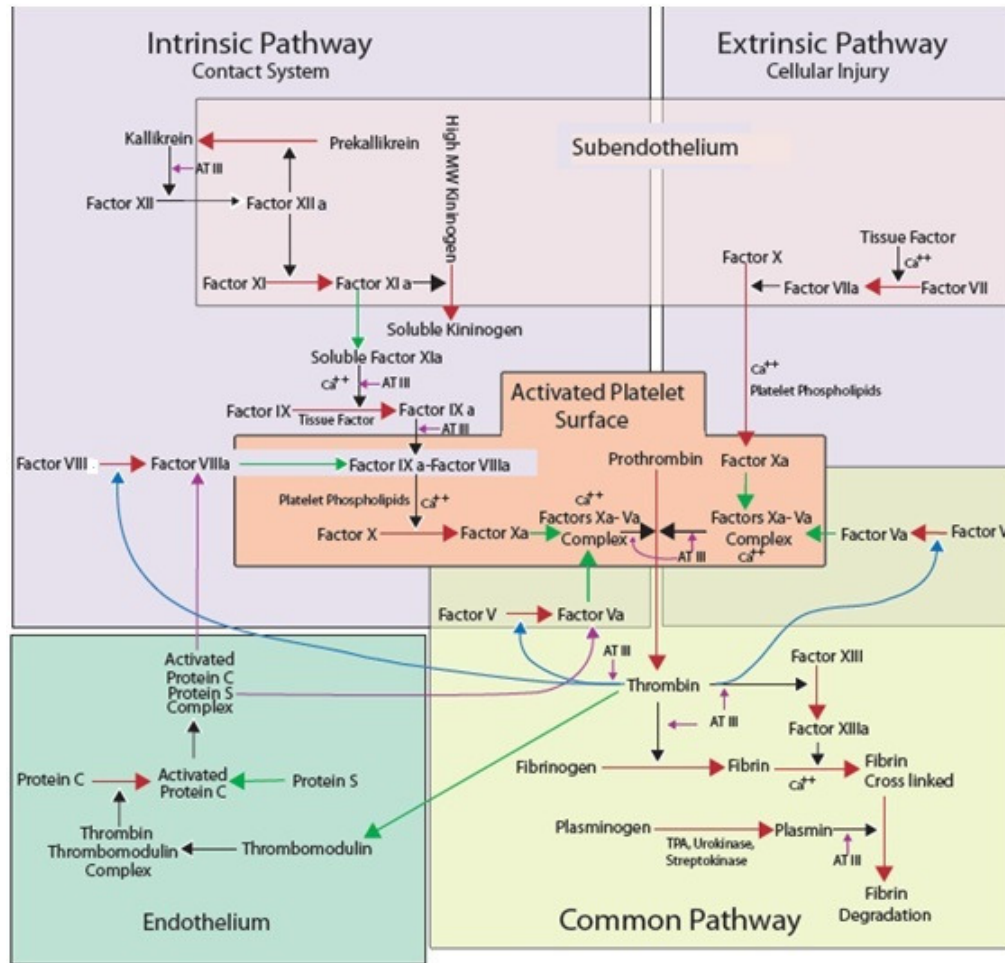 Intrinsic Pathway
Contact System
Extrinsic Pathway
Cellular Injury
Kallikrein
Prekallikrein
High MW Kininogen
Subendothelium
AT III
Factor XII
Factor XII a
Tissue Factor
Factor X
Ca++
Factor XI
Factor XI a
Factor VIIa
Factor VII
Soluble Kininogen
Soluble Factor XIa
Ca++
AT III
Ca++
Platelet Phospholipids
Activated Platelet
Surface
Factor IX
Tissue Factor
Factor IX a
AT III
Factor VIII
Factor VIIIa
Factor IX a-Factor VIIIa
Prothrombin
Factor Xa
Platelet Phospholipids
Ca++
Ca++
Factor X
Factor Xa
Factors Xa-Va
Complex
Factors Xa-Va
Complex
Ca++
AT III
Factor Va
Factor V
Factor V
Factor Va
AT III
Activated
Protein C
Protein S
Complex
Thrombin
Factor XIII
AT III
Factor XIIIa
Protein C
Activated
Protein C
Protein S
Fibrinogen
Fibrin
Ca++
Fibrin
Cross linked
Thrombin
Thrombomodulin
Complex
Thrombomodulin
Plasminogen
TPA, Urokinase,
Streptokinase
Plasmin
AT III
Fibrin
Degradation
Endothelium
Common Pathway